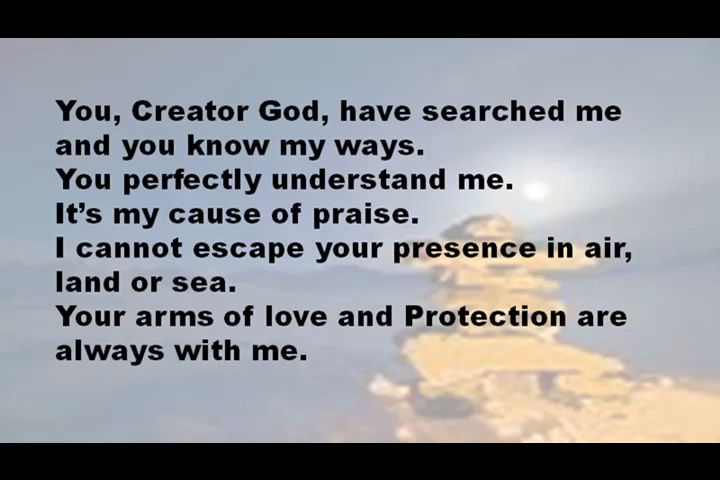 You, Creator God, have searched me
and you know my ways.
You perfectly understand me.
It's my cause of praise.
I cannot escape your presence in air,
land or sea.
Your arms of love and Protection are
always with me.